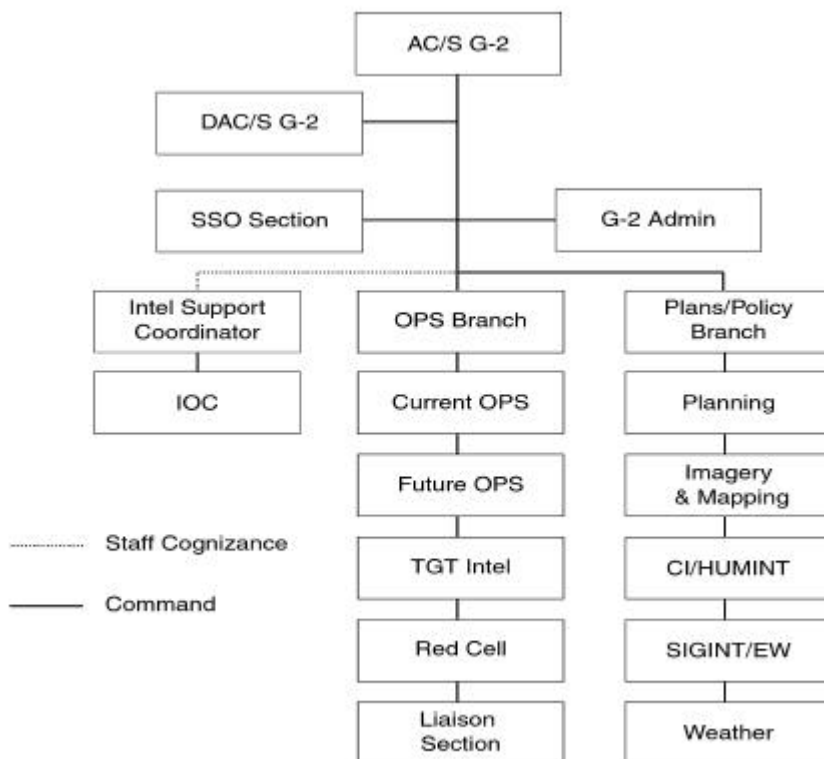 AC/S G-2
DAC/S G-2
SSO Section
G-2 Admin
Intel Support
Coordinator
OPS Branch
Plans/Policy
Branch
IOC
Current OPS
Planning
Future OPS
Imagery
& Mapping
Staff Cognizance
TGT Intel
CI/HUMINT
Command
Red Cell
SIGINT/EW
Liaison
Section
Weather